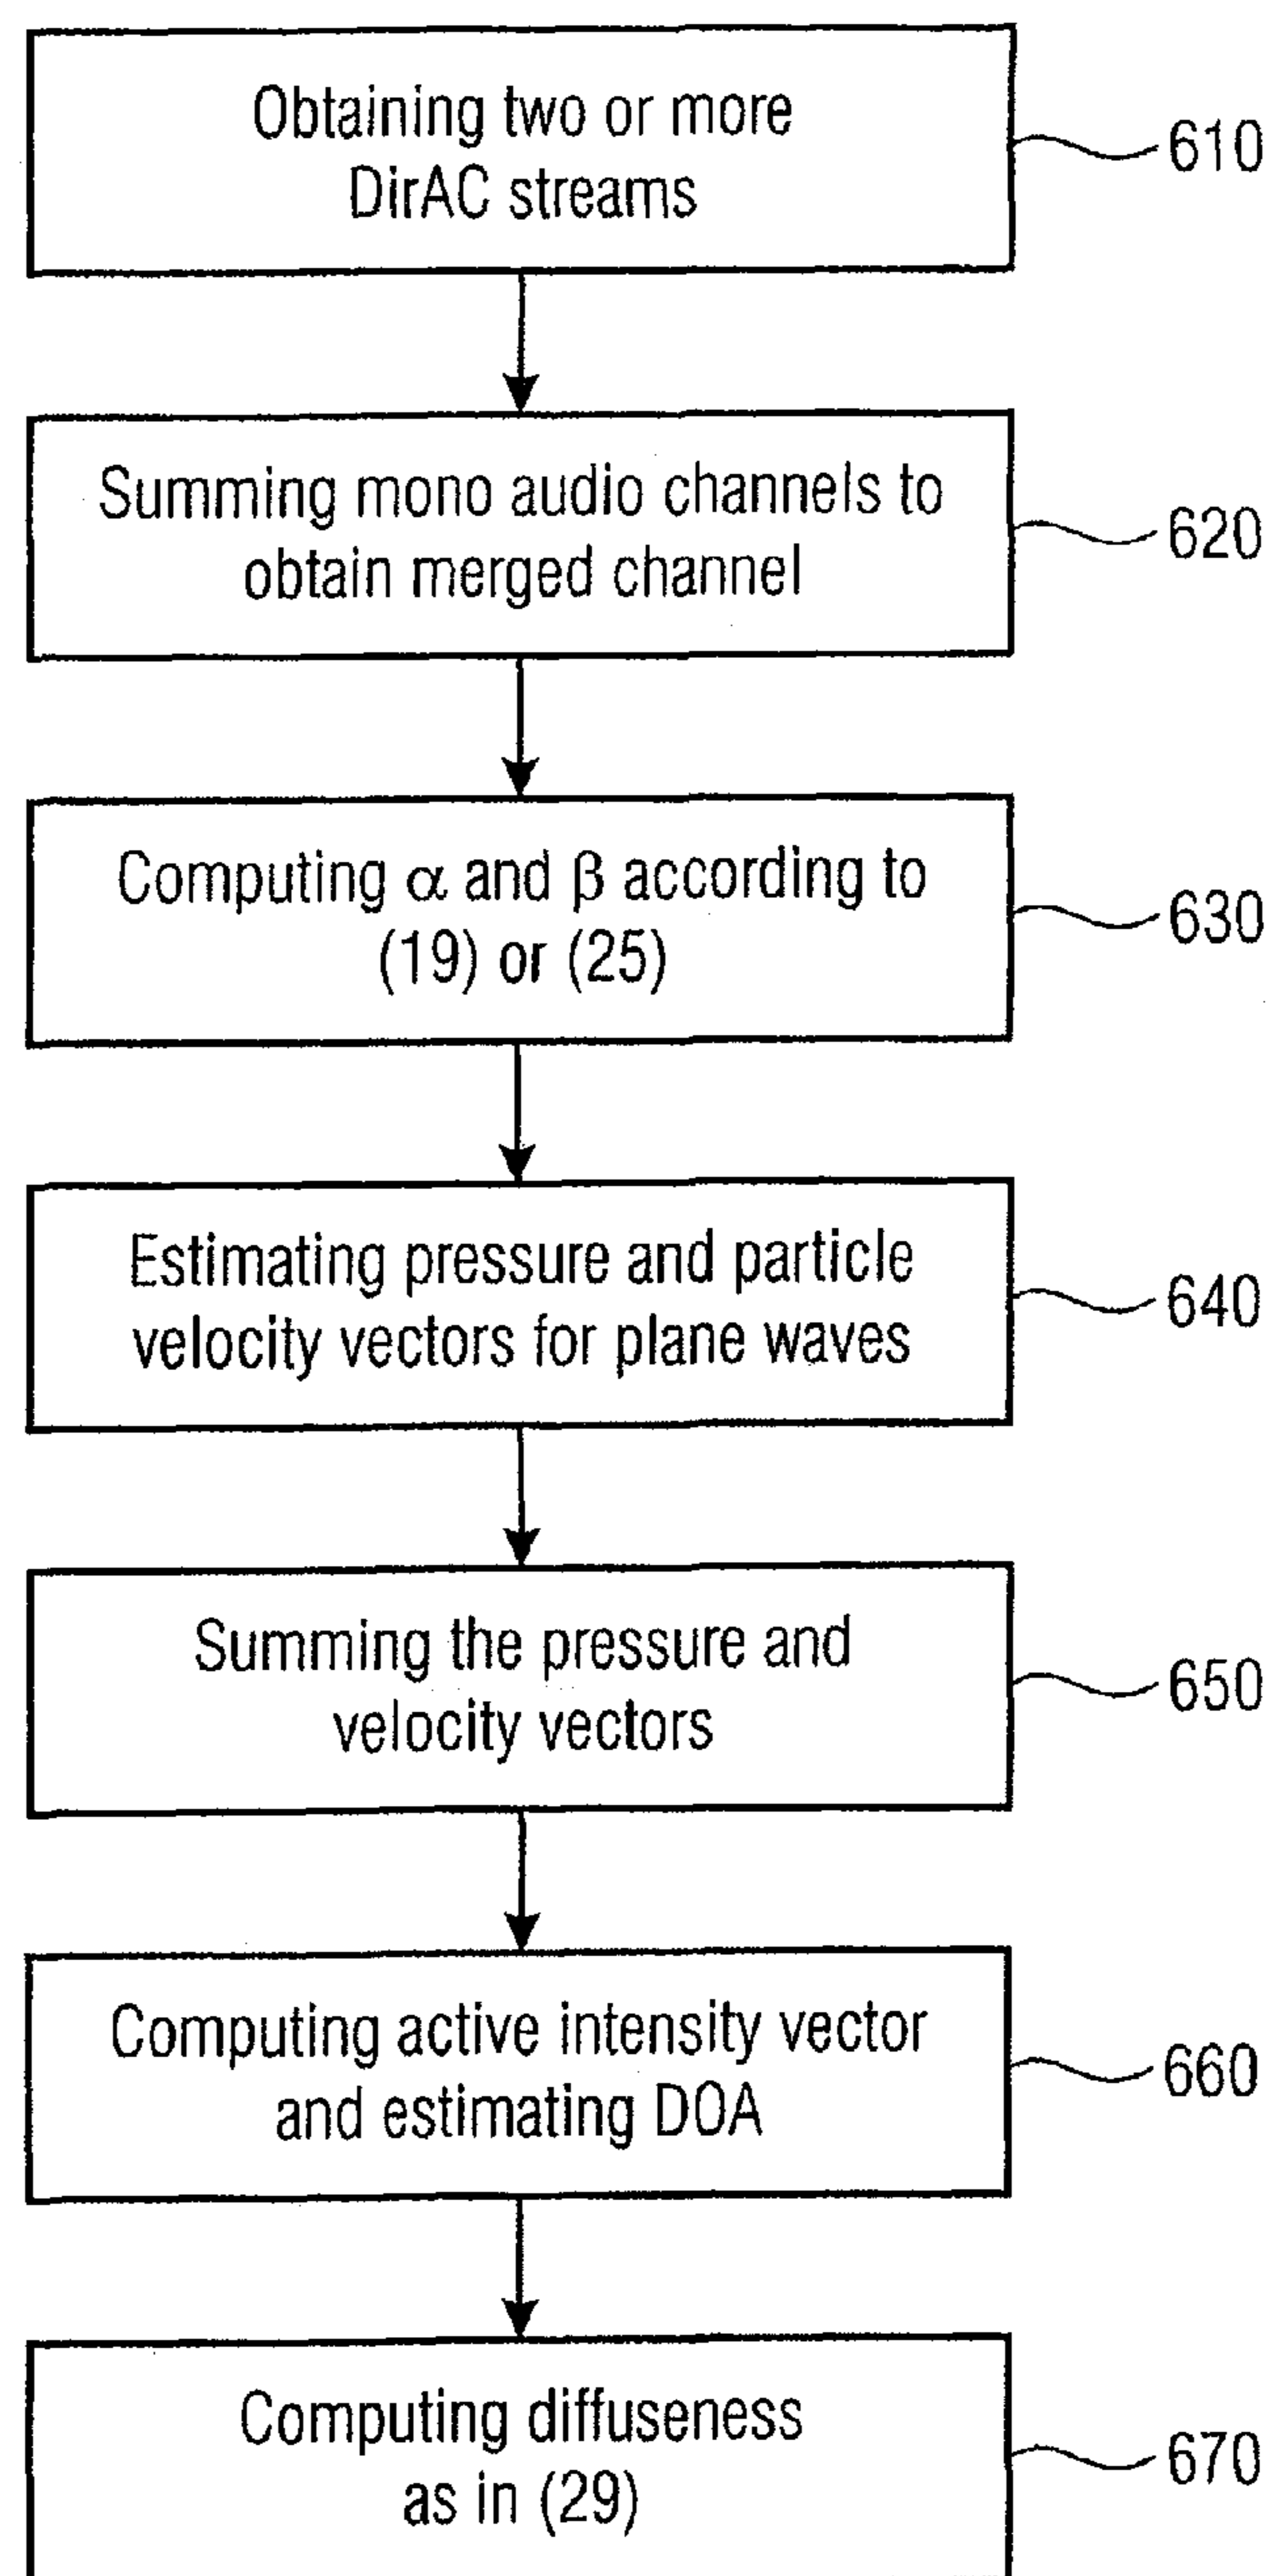 Obtaining two or more
DirAC streams
610
Summing mono audio channels to
obtain merged channel
620
Computing α and β according to
(19) or (25)
630
Estimating pressure and particle
velocity vectors for plane waves
640
Summing the pressure and
velocity vectors
650
Computing active intensity vector
and estimating DOA
660
Computing diffuseness
as in (29)
670